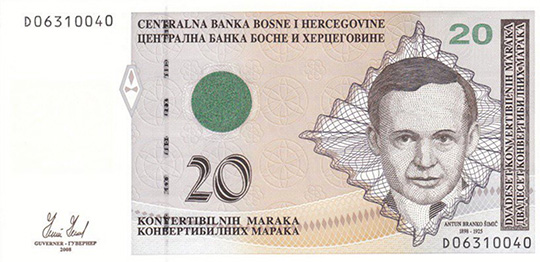 D06310040
CENTRALNA BANKA BOSNE I HERCEGOVINE
ЦЕНТРАЛНА БАНКА БОСНЕ И ХЕРЦЕГОВИНЕ
20
DVADESET KONVERTIBILNIH MARAKA
ДВАДЕСЕТ КОНВЕРТИБИЛНИХ МАРАКА
20
KONVERTIBILNIH MARAKA
КОНВЕРТИБИЛНИХ МАРАКА
GUVERNER - ГУВЕРНЕР
2008
ANTUN BRANKO ŠIMIĆ
1898 - 1925
D06310040